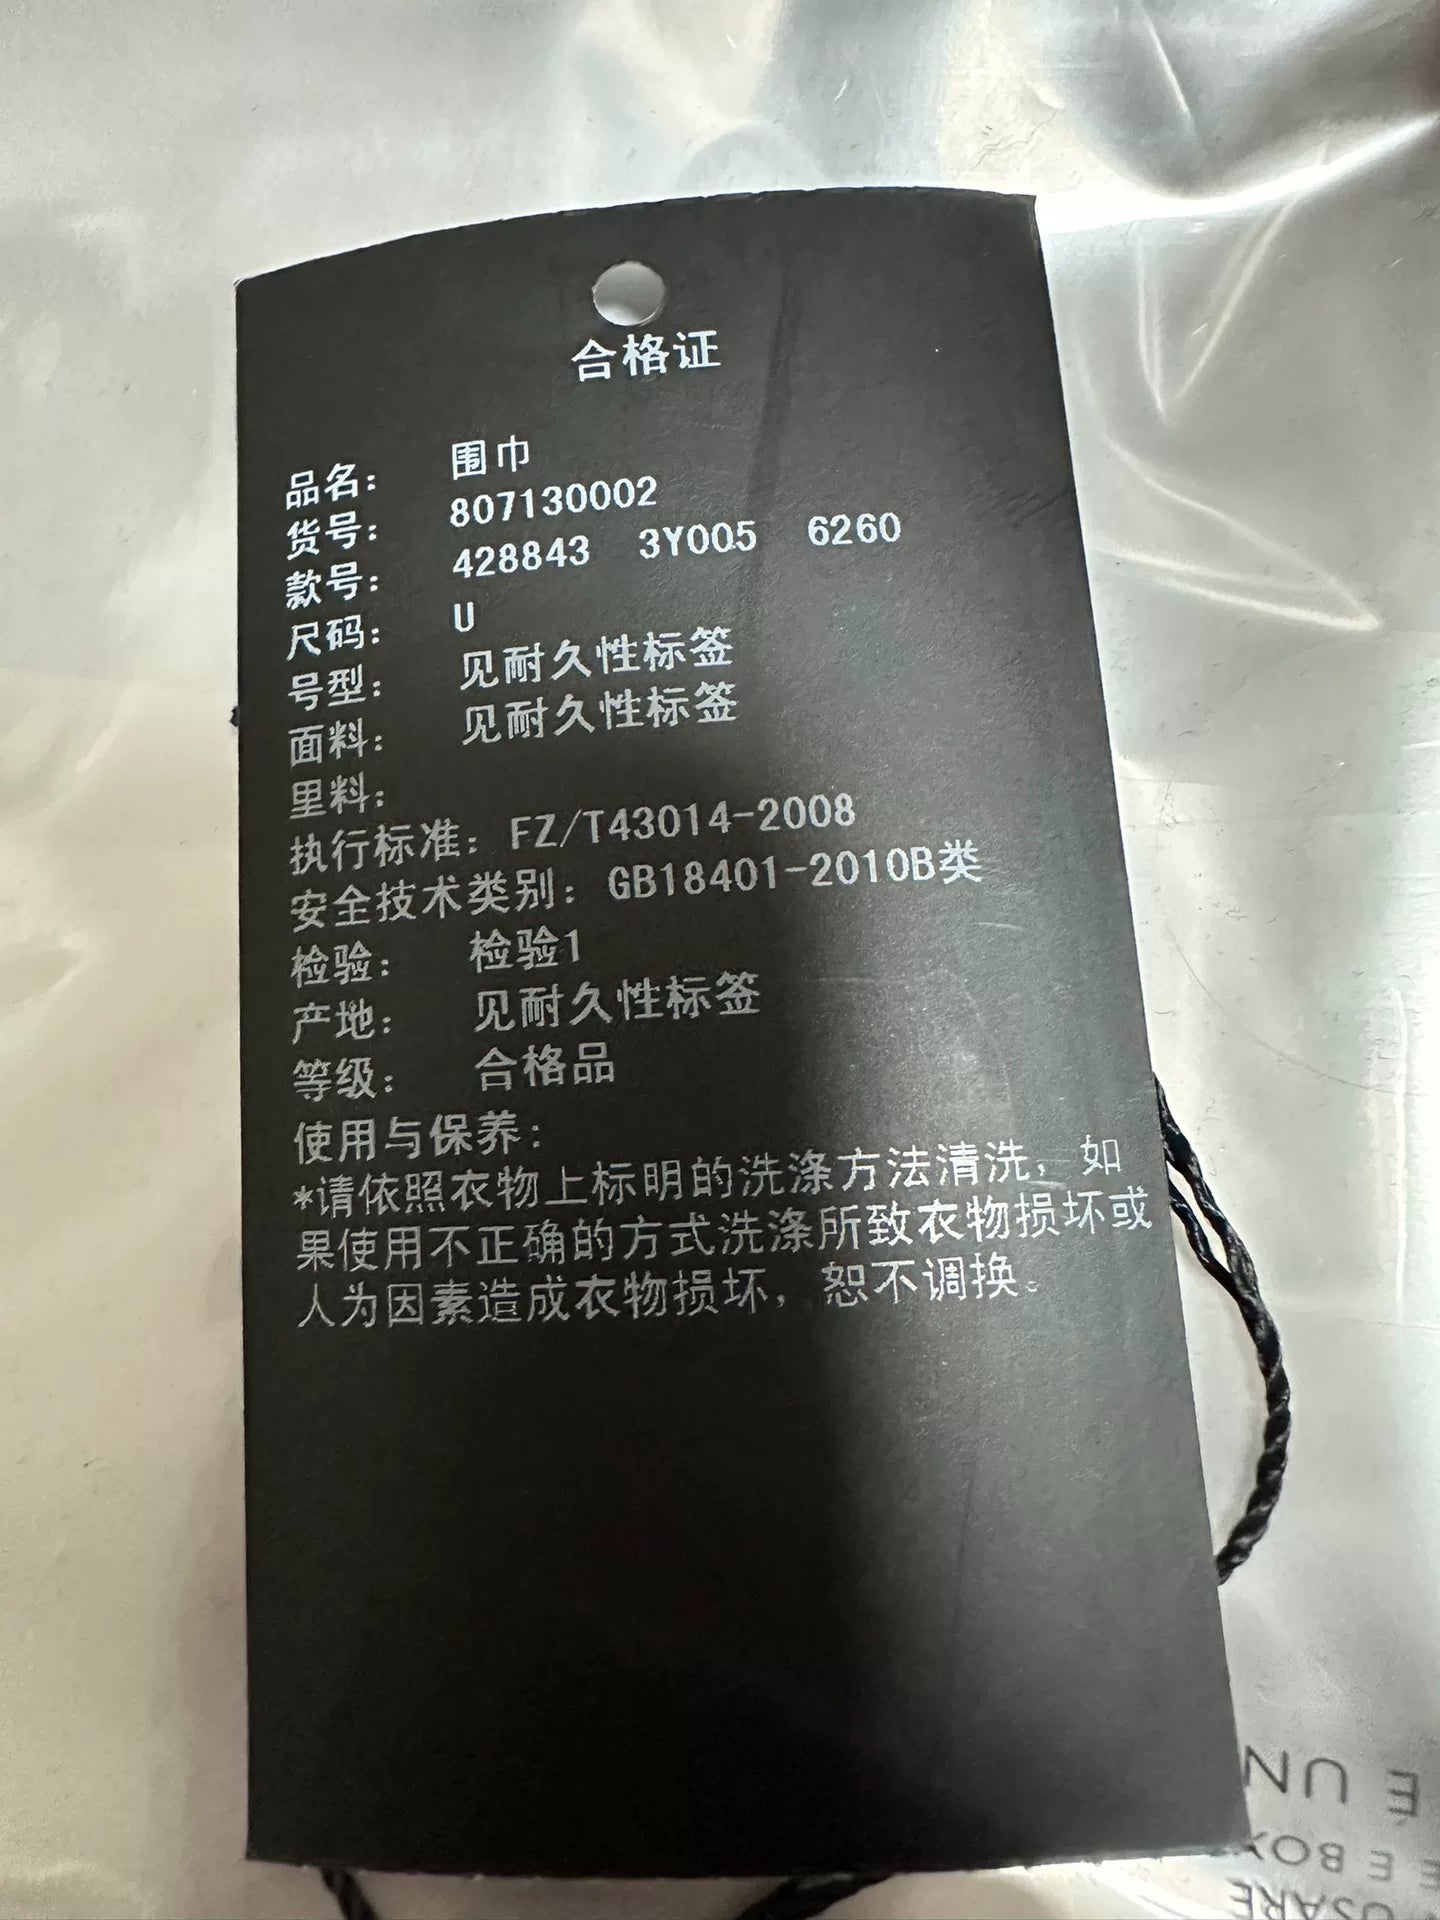 合格证
品名： 围巾
货号： 807130002
款号： 428843 3Y005 6260
尺码： U
号型： 见耐久性标签
面料： 见耐久性标签
里料：
执行标准：FZ/T43014-2008
安全技术类别：GB18401-2010B类
检验： 检验1
产地： 见耐久性标签
等级： 合格品
使用与保养：
*请依照衣物上标明的洗涤方法清洗，如
果使用不正确的方式洗涤所致衣物损坏或
人为因素造成衣物损坏，恕不调换。
É UN
E E BOX
USARE